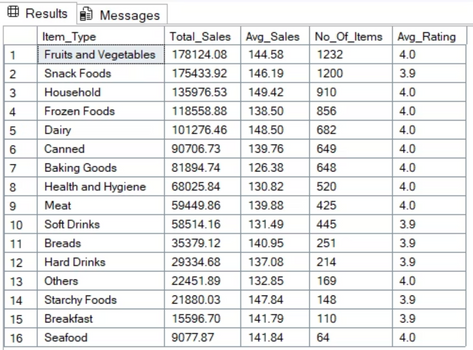 Results Messages
Item_Type Total_Sales Avg_Sales No_Of_Items Avg_Rating
1 Fruits and Vegetables 178124.08 144.58 1232 4.0
2 Snack Foods 175433.92 146.19 1200 3.9
3 Household 135976.53 149.42 910 4.0
4 Frozen Foods 118558.88 138.50 856 4.0
5 Dairy 101276.46 148.50 682 4.0
6 Canned 90706.73 139.76 649 4.0
7 Baking Goods 81894.74 126.38 648 4.0
8 Health and Hygiene 68025.84 130.82 520 4.0
9 Meat 59449.86 139.88 425 4.0
10 Soft Drinks 58514.16 131.49 445 3.9
11 Breads 35379.12 140.95 251 3.9
12 Hard Drinks 29334.68 137.08 214 3.9
13 Others 22451.89 132.85 169 4.0
14 Starchy Foods 21880.03 147.84 148 3.9
15 Breakfast 15596.70 141.79 110 3.9
16 Seafood 9077.87 141.84 64 4.0